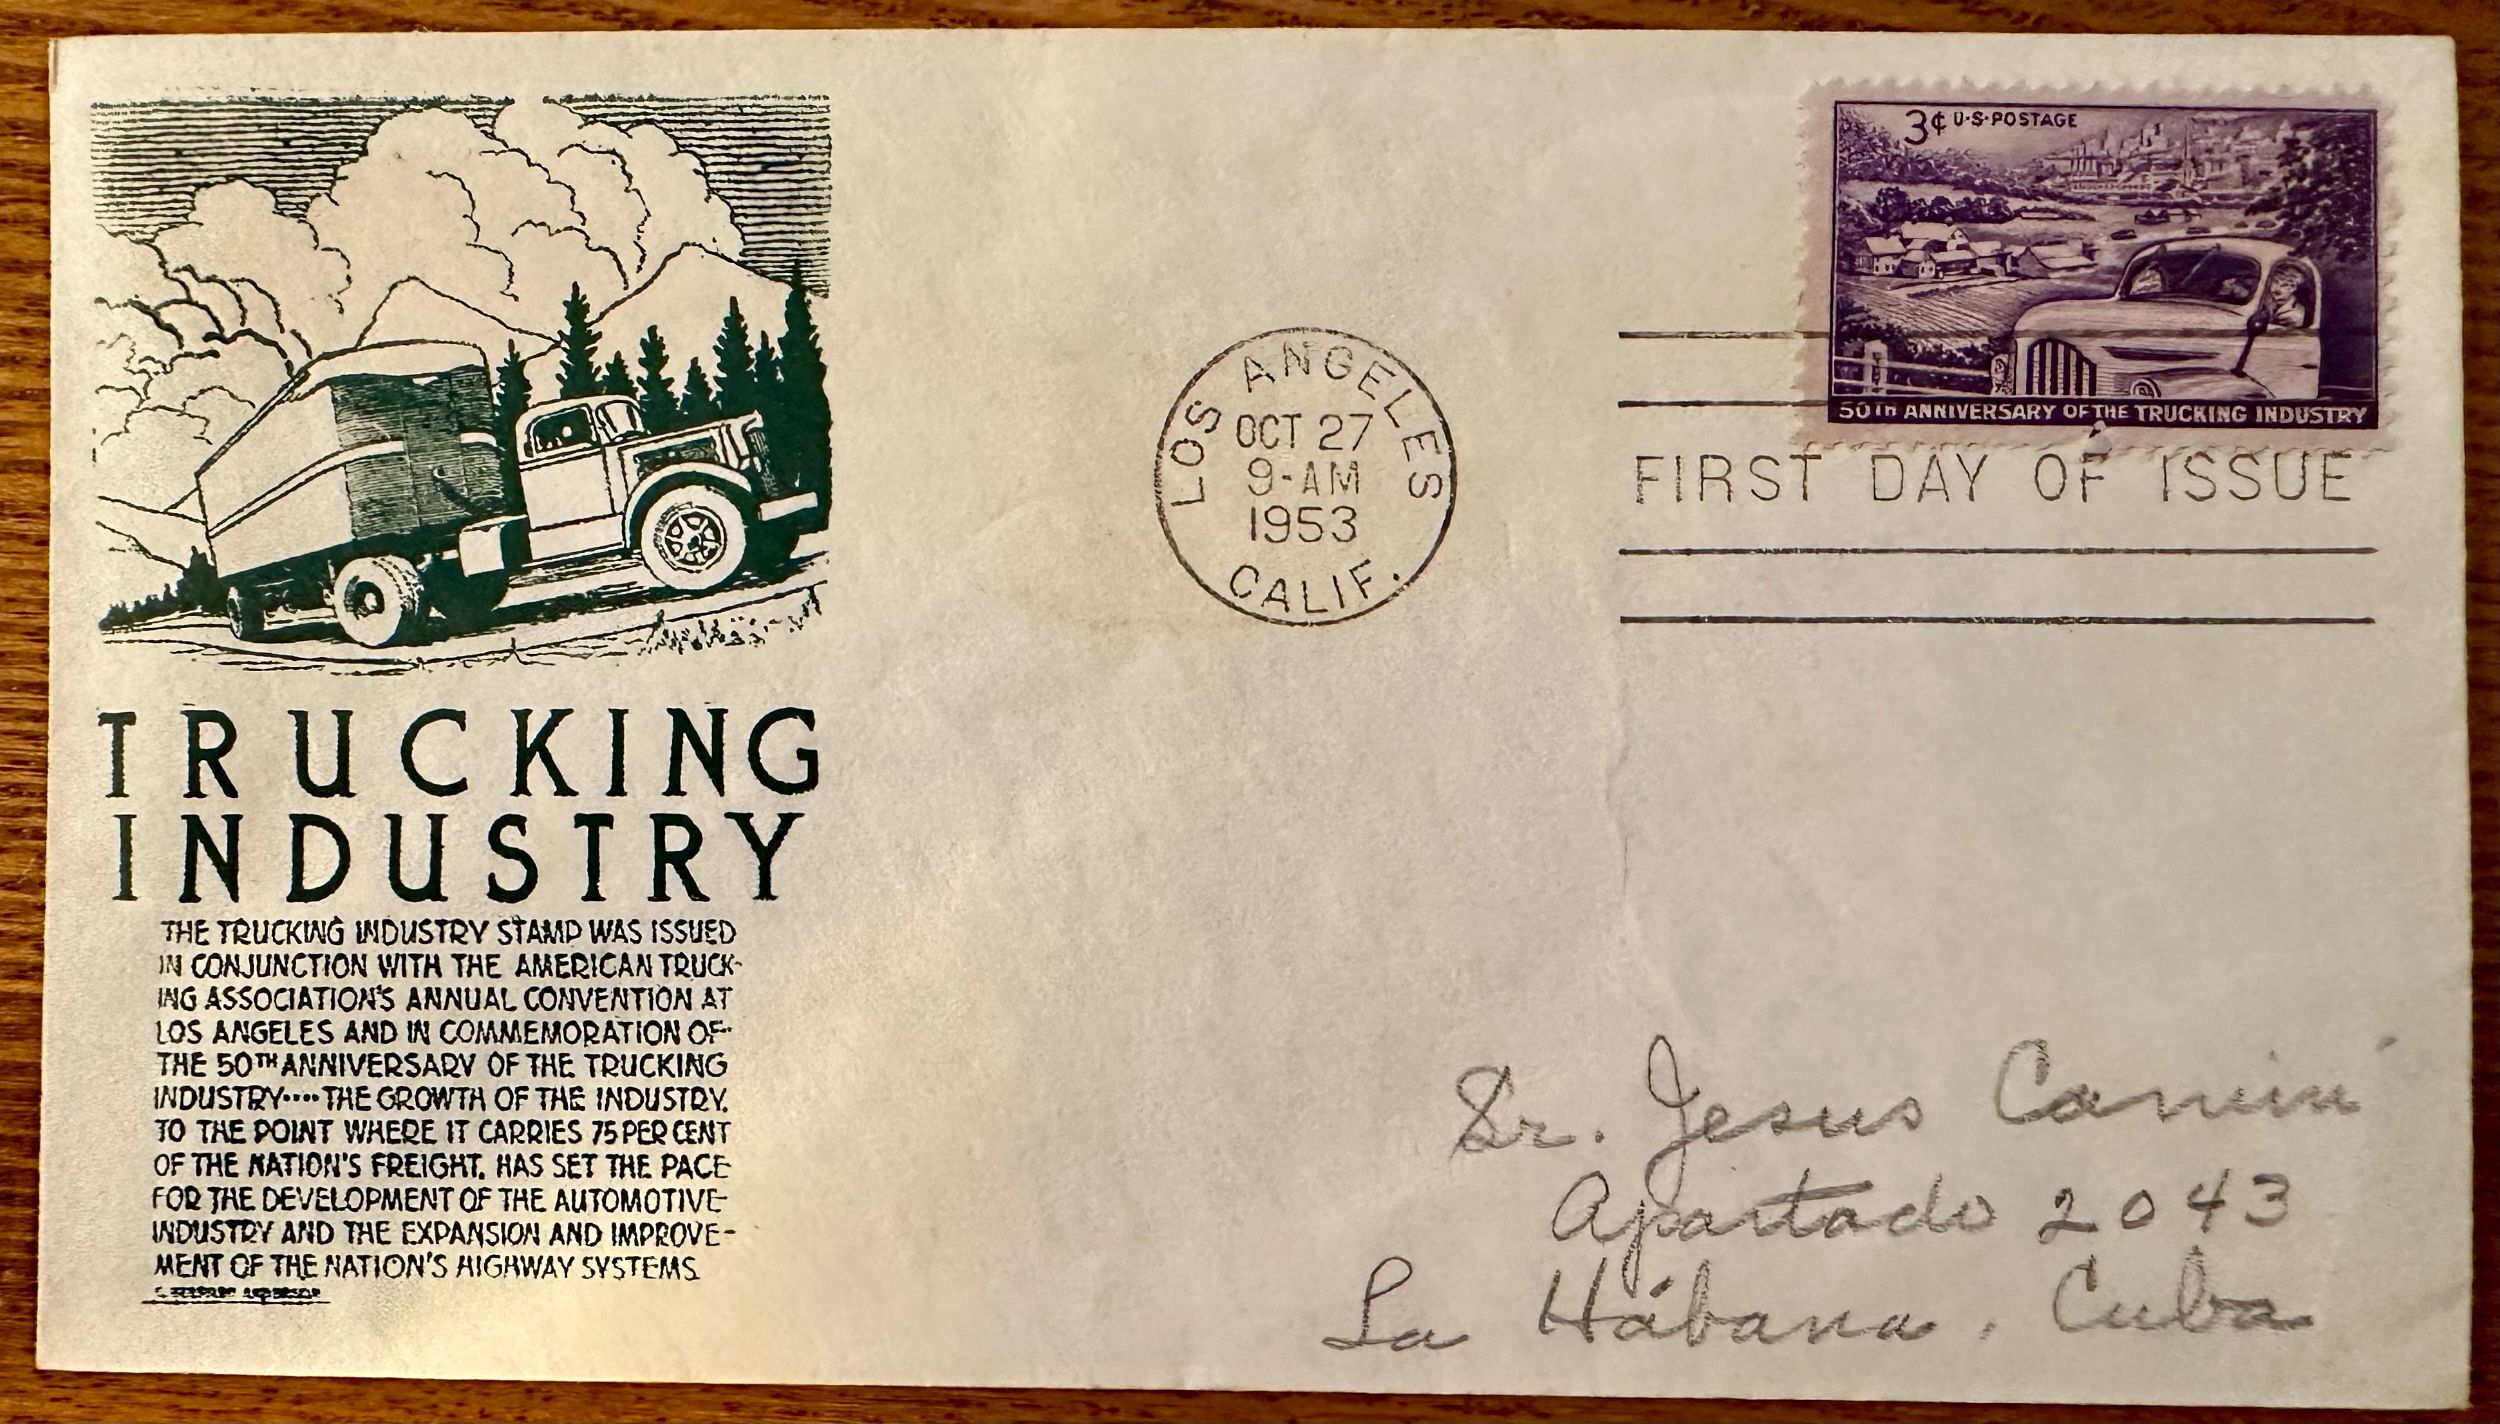 3¢ U·S·POSTAGE
50TH ANNIVERSARY OF THE TRUCKING INDUSTRY
LOS ANGELES
OCT 27
9-AM
1953
CALIF.
FIRST DAY OF ISSUE
TRUCKING
INDUSTRY
THE TRUCKING INDUSTRY STAMP WAS ISSUED
IN CONJUNCTION WITH THE AMERICAN TRUCK-
ING ASSOCIATION'S ANNUAL CONVENTION AT
LOS ANGELES AND IN COMMEMORATION OF
THE 50TH ANNIVERSARY OF THE TRUCKING
INDUSTRY....THE GROWTH OF THE INDUSTRY,
TO THE POINT WHERE IT CARRIES 75 PER CENT
OF THE NATION'S FREIGHT, HAS SET THE PACE
FOR THE DEVELOPMENT OF THE AUTOMOTIVE
INDUSTRY AND THE EXPANSION AND IMPROVE-
MENT OF THE NATION'S HIGHWAY SYSTEMS
Sr. Jesus
Apartado 2043
La Hábana, Cuba